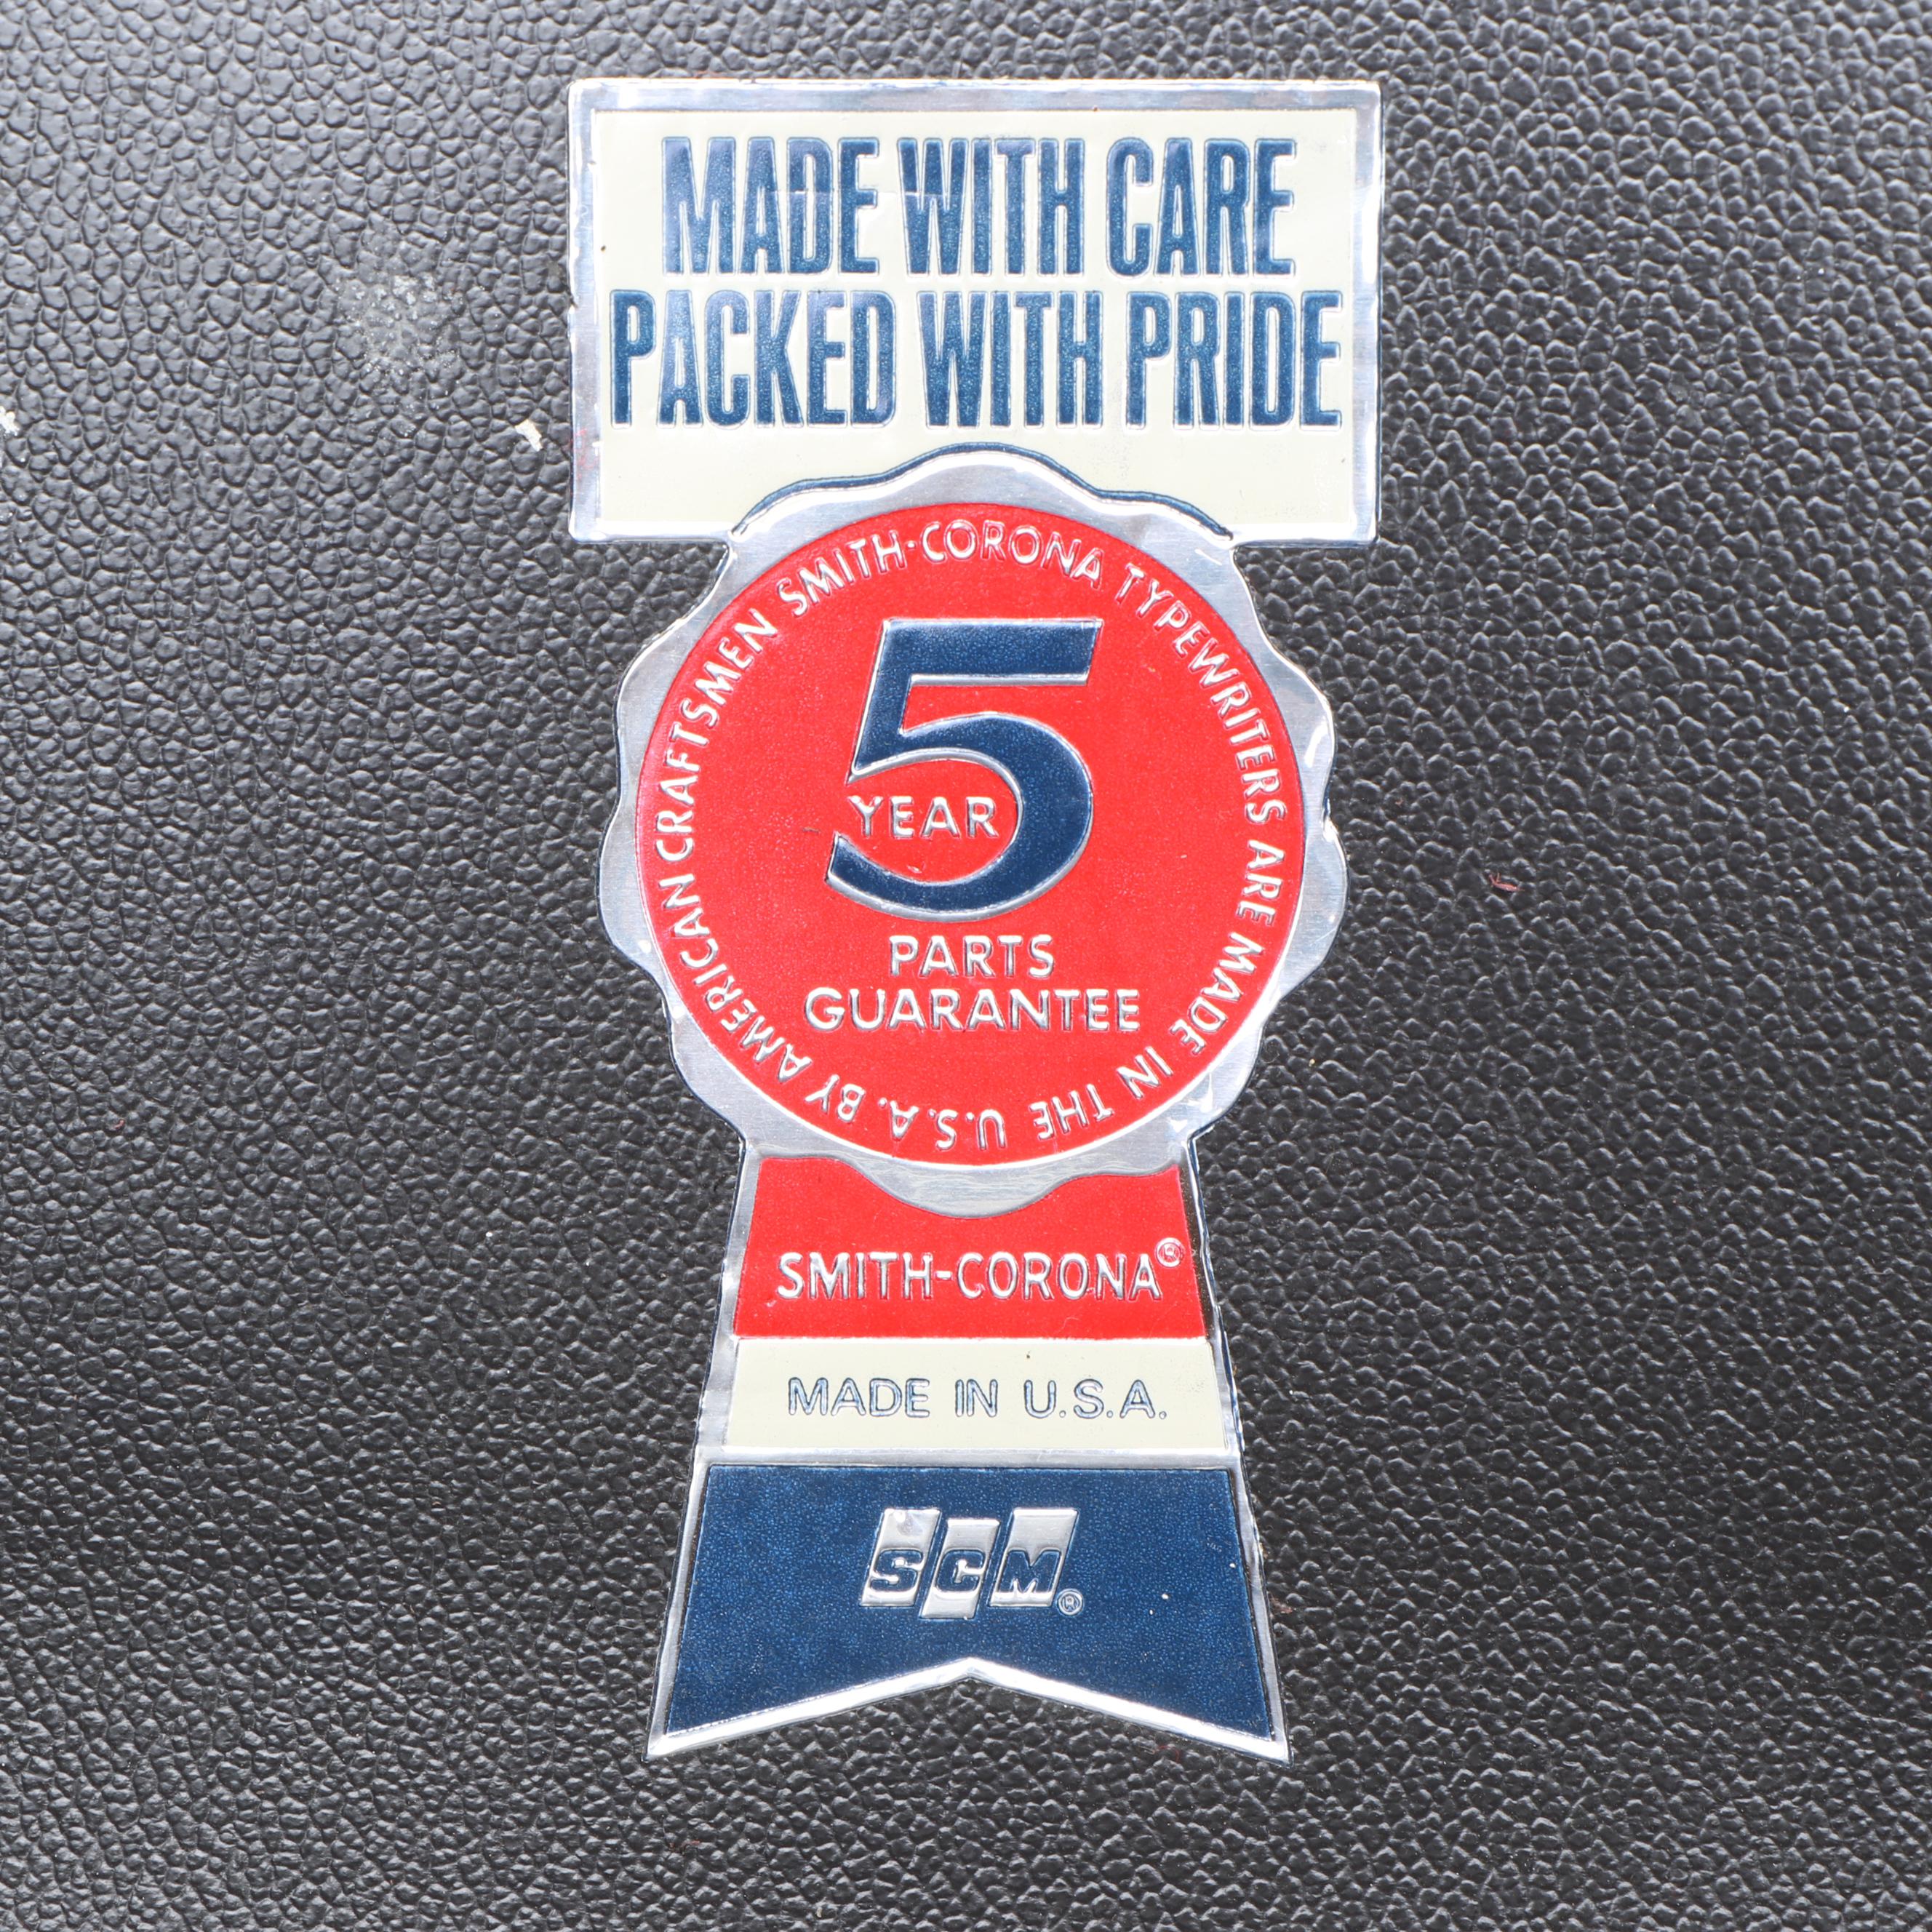 MADE WITH CARE
PACKED WITH PRIDE
SMITH-CORONA TYPEWRITERS ARE MADE IN THE U.S.A. BY AMERICAN CRAFTSMEN
5
YEAR
PARTS
GUARANTEE
SMITH-CORONA®
MADE IN U.S.A.
SCM®